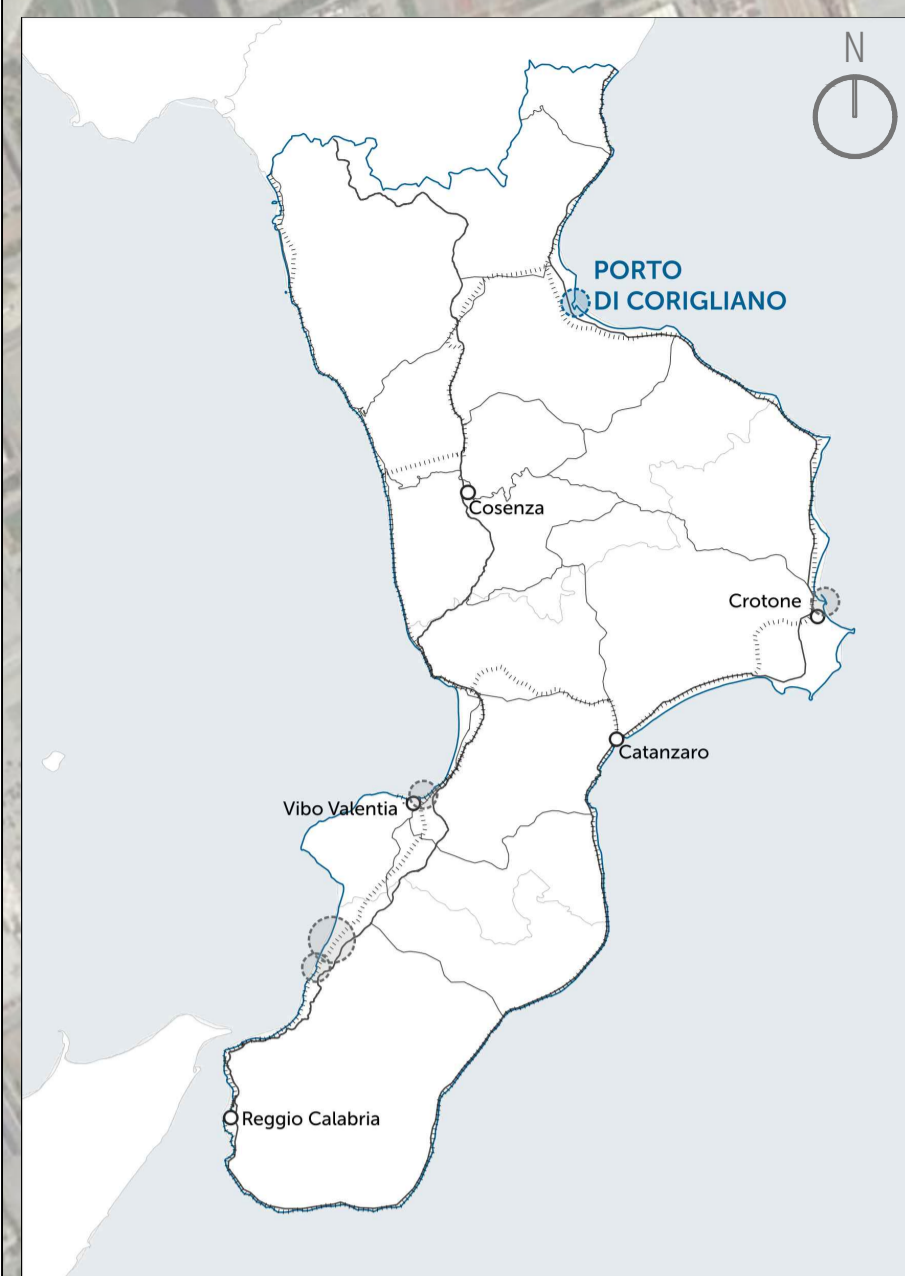 N
PORTO
DI CORIGLIANO
Cosenza
Crotone
Catanzaro
Vibo Valentia
Reggio Calabria